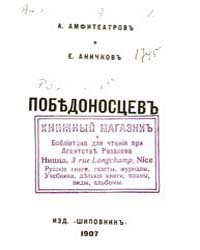 А. АМФИТЕАТРОВЪ
И
Е. АНИЧКОВЪ
1745
ПОБѢДОНОСЦЕВЪ
КНИЖНЫЙ МАГАЗИНЪ
и
Библіотека для чтенія при
Агентствѣ Розанова
Ницца, 3 rue Longchamp, Nice
Русскія книги, газеты, журналы,
Учебники, дѣтскія книги, планы,
виды, альбомы.
ИЗД. „ШИПОВНИКЪ"
1907